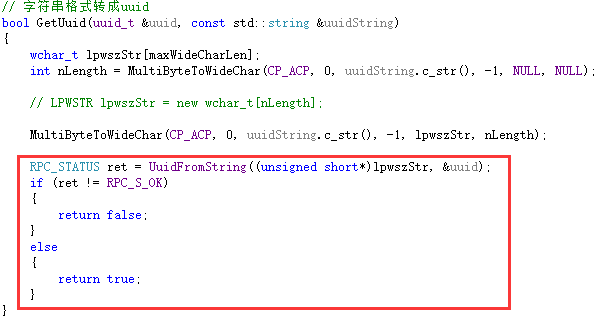 // 字符串格式转成uuid
bool GetUuid(uuid_t &uuid, const std::string &uuidString)
{
    wchar_t lpwszStr[maxWideCharLen];
    int nLength = MultiByteToWideChar(CP_ACP, 0, uuidString.c_str(), -1, NULL, NULL);
    // LPWSTR lpwszStr = new wchar_t[nLength];
    MultiByteToWideChar(CP_ACP, 0, uuidString.c_str(), -1, lpwszStr, nLength);
    RPC_STATUS ret = UuidFromString((unsigned short*)lpwszStr, &uuid);
    if (ret != RPC_S_OK)
    {
        return false;
    }
    else
    {
        return true;
    }
}